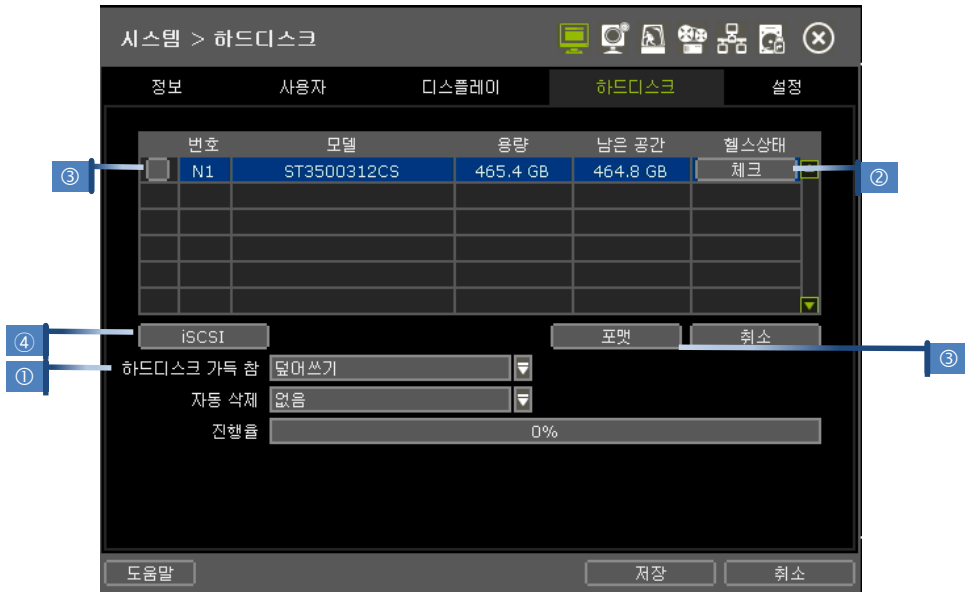 시스템 > 하드디스크
정보 사용자 디스플레이 하드디스크 설정
번호 모델 용량 남은 공간 헬스상태
③ N1 ST3500312CS 465.4 GB 464.8 GB 체크 ②
④ iSCSI 포맷 취소 ③
① 하드디스크 가득 참 덮어쓰기
자동 삭제 없음
진행율 0%
도움말 저장 취소